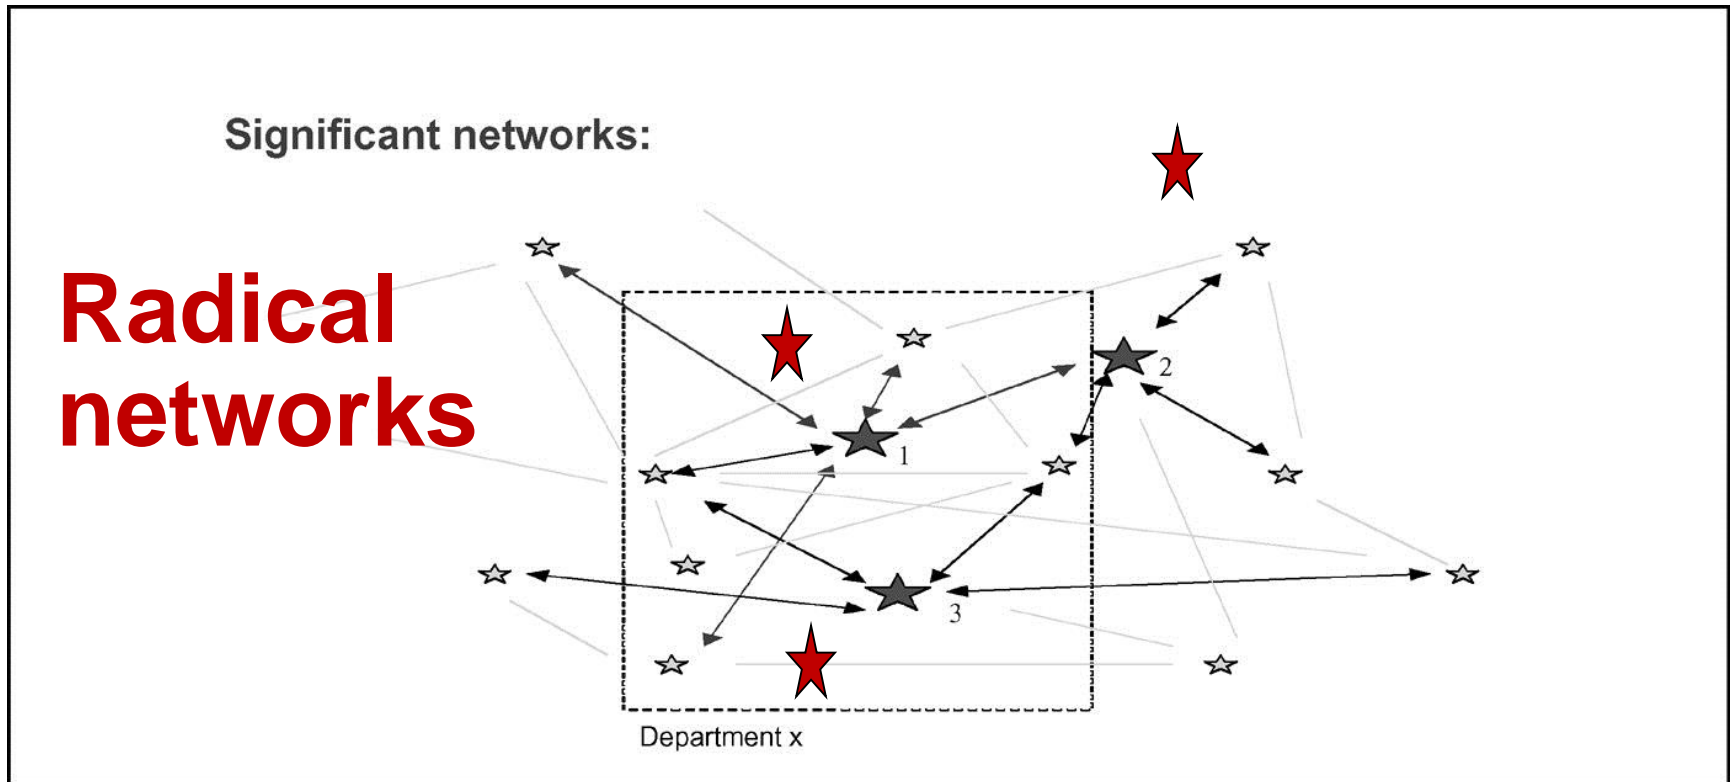 Significant networks:
Radical
networks
2
1
3
Department x